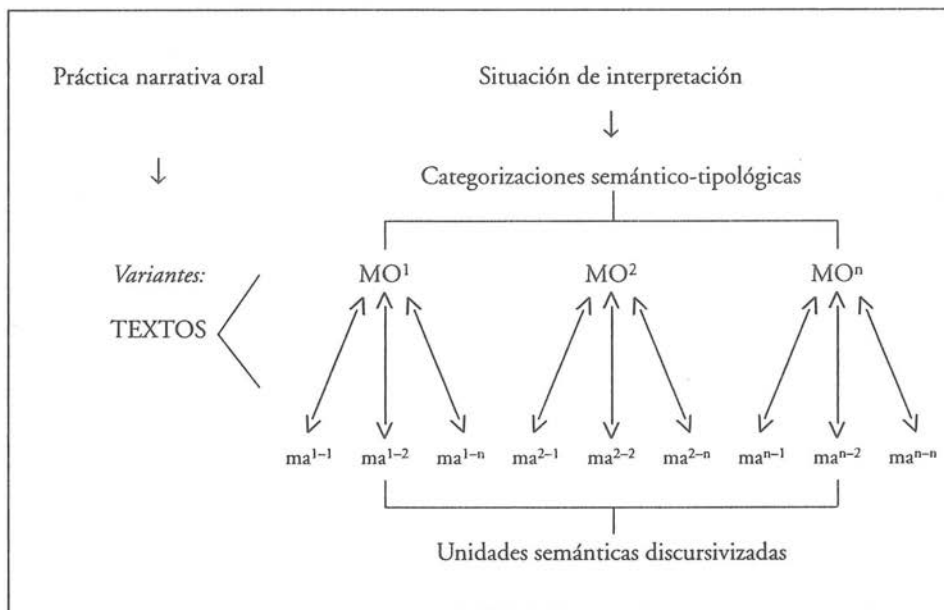 Práctica narrativa oral
Situación de interpretación
Categorizaciones semántico-tipológicas
Variantes:
MO¹ MO² MOⁿ
TEXTOS
ma¹⁻¹ ma¹⁻² ma¹⁻ⁿ ma²⁻¹ ma²⁻² ma²⁻ⁿ maⁿ⁻¹ maⁿ⁻² maⁿ⁻ⁿ
Unidades semánticas discursivizadas